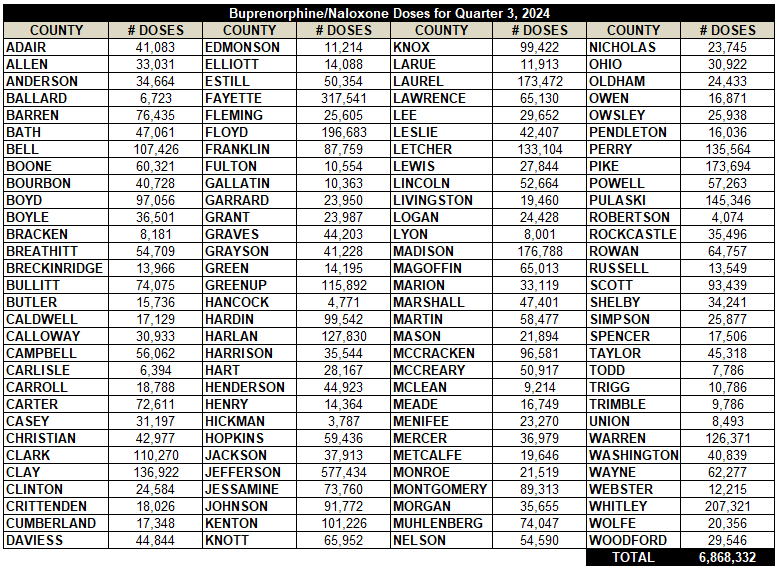 Buprenorphine/Naloxone Doses for Quarter 3, 2024
COUNTY # DOSES COUNTY # DOSES COUNTY # DOSES COUNTY # DOSES
ADAIR 41,083 EDMONSON 11,214 KNOX 99,422 NICHOLAS 23,745
ALLEN 33,031 ELLIOTT 14,088 LARUE 11,913 OHIO 30,922
ANDERSON 34,664 ESTILL 50,354 LAUREL 173,472 OLDHAM 24,433
BALLARD 6,723 FAYETTE 317,541 LAWRENCE 65,130 OWEN 16,871
BARREN 76,435 FLEMING 25,605 LEE 29,652 OWSLEY 25,938
BATH 47,061 FLOYD 196,683 LESLIE 42,407 PENDLETON 16,036
BELL 107,426 FRANKLIN 87,759 LETCHER 133,104 PERRY 135,564
BOONE 60,321 FULTON 10,554 LEWIS 27,844 PIKE 173,694
BOURBON 40,728 GALLATIN 10,363 LINCOLN 52,664 POWELL 57,263
BOYD 97,056 GARRARD 23,950 LIVINGSTON 19,460 PULASKI 145,346
BOYLE 36,501 GRANT 23,987 LOGAN 24,428 ROBERTSON 4,074
BRACKEN 8,181 GRAVES 44,203 LYON 8,001 ROCKCASTLE 35,496
BREATHITT 54,709 GRAYSON 41,228 MADISON 176,788 ROWAN 64,757
BRECKINRIDGE 13,966 GREEN 14,195 MAGOFFIN 65,013 RUSSELL 13,549
BULLITT 74,075 GREENUP 115,892 MARION 33,119 SCOTT 93,439
BUTLER 15,736 HANCOCK 4,771 MARSHALL 47,401 SHELBY 34,241
CALDWELL 17,129 HARDIN 99,542 MARTIN 58,477 SIMPSON 25,877
CALLOWAY 30,933 HARLAN 127,830 MASON 21,894 SPENCER 17,506
CAMPBELL 56,062 HARRISON 35,544 MCCRACKEN 96,581 TAYLOR 45,318
CARLISLE 6,394 HART 28,167 MCCREARY 50,917 TODD 7,786
CARROLL 18,788 HENDERSON 44,923 MCLEAN 9,214 TRIGG 10,786
CARTER 72,611 HENRY 14,364 MEADE 16,749 TRIMBLE 9,786
CASEY 31,197 HICKMAN 3,787 MENIFEE 23,270 UNION 8,493
CHRISTIAN 42,977 HOPKINS 59,436 MERCER 36,979 WARREN 126,371
CLARK 110,270 JACKSON 37,913 METCALFE 19,646 WASHINGTON 40,839
CLAY 136,922 JEFFERSON 577,434 MONROE 21,519 WAYNE 62,277
CLINTON 24,584 JESSAMINE 73,760 MONTGOMERY 89,313 WEBSTER 12,215
CRITTENDEN 18,026 JOHNSON 91,772 MORGAN 35,655 WHITLEY 207,321
CUMBERLAND 17,348 KENTON 101,226 MUHLENBERG 74,047 WOLFE 20,356
DAVIESS 44,844 KNOTT 65,952 NELSON 54,590 WOODFORD 29,546
TOTAL 6,868,332